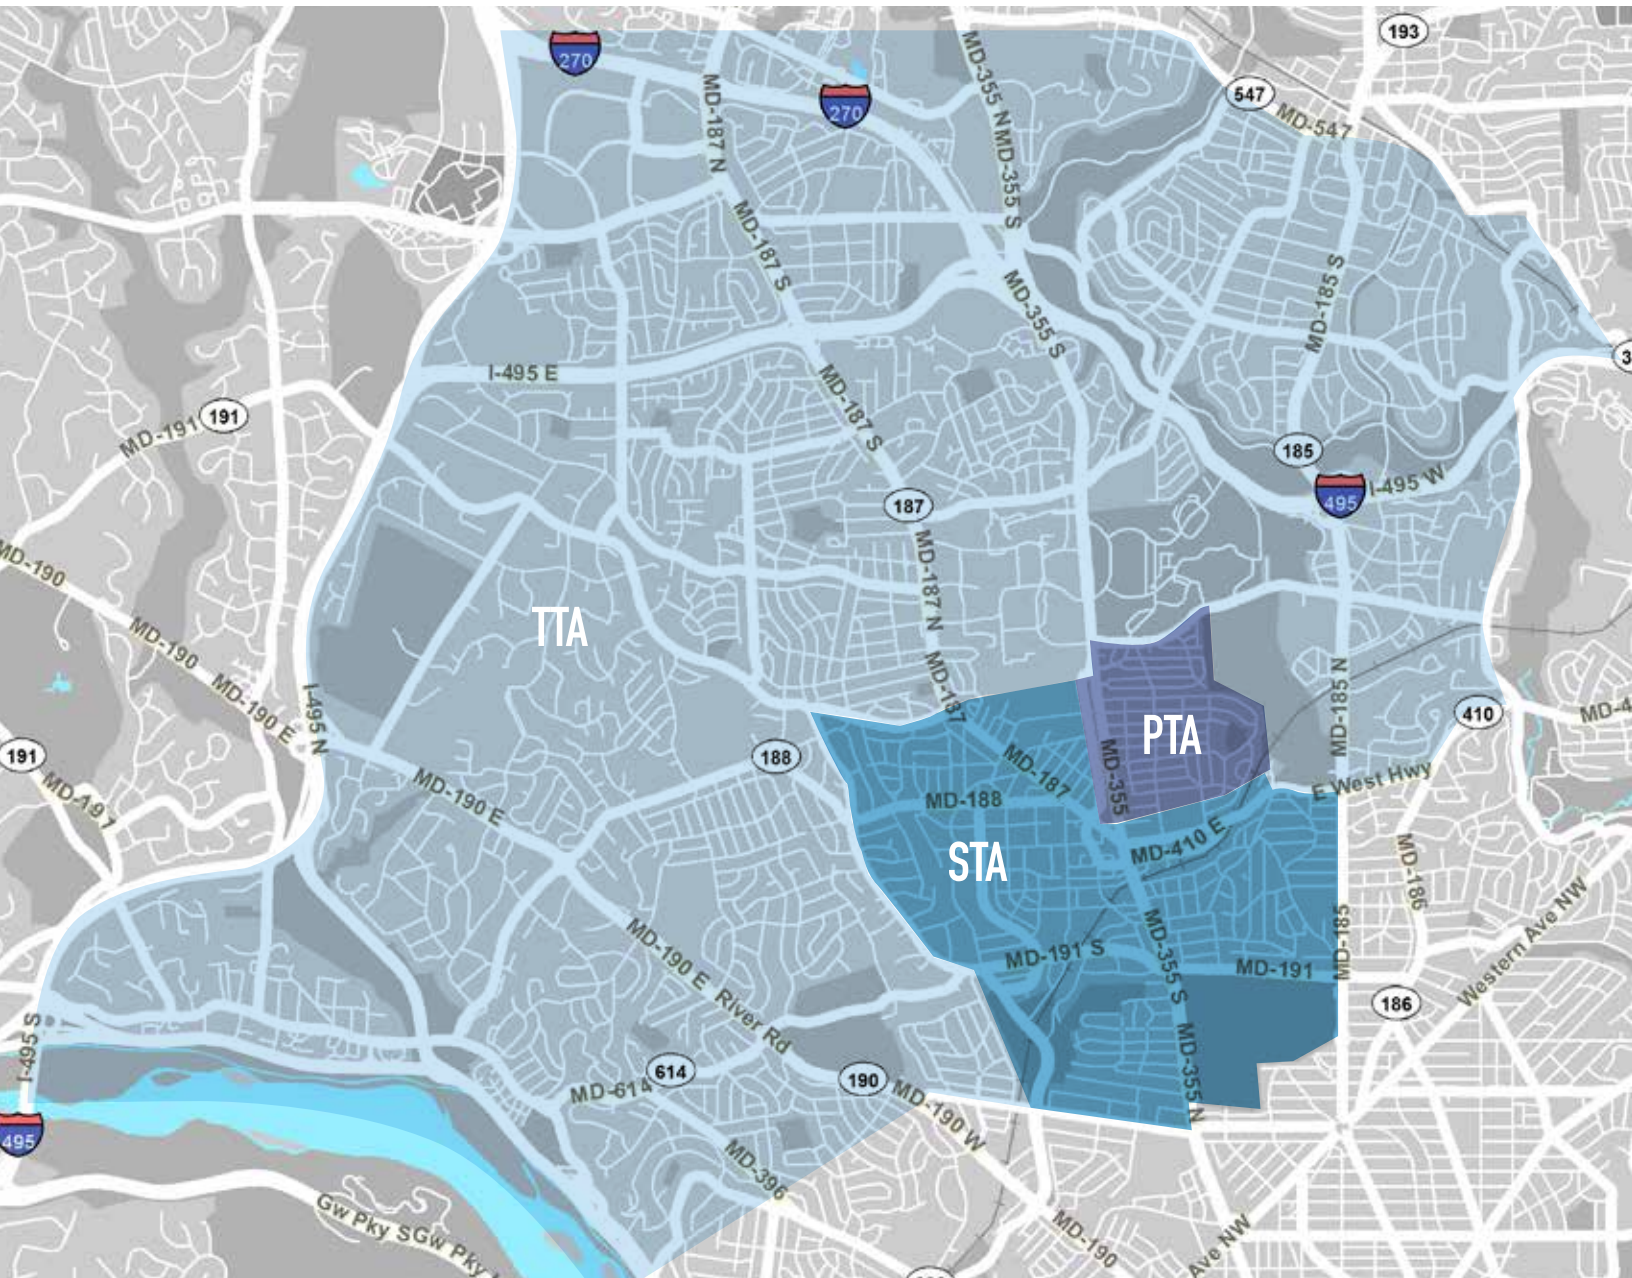 270
193
MD-355 N
MD-187 N
270
547
MD-547
MD-355 S
MD-187 S
MD-185 S
MD-355 S
3
I-495 E
MD-187 S
191
MD-191
185
I-495 W
495
187
MD-190
MD-187 N
TTA
MD-190
MD-187
MD-190 E
I-495 N
MD-185 N
410
MD-4
PTA
191
188
MD-187
MD-355
E West Hwy
MD-197
MD-190 E
MD-188
MD-410 E
STA
MD-186
Western Ave NW
MD-190 E
River Rd
MD-191 S
MD-355 S
MD-191
MD-185
186
I-495 S
614
MD-614
190
MD-190 W
MD-355 N
495
MD-396
Gw Pky S
Gw Pky
MD-190
Ave NW